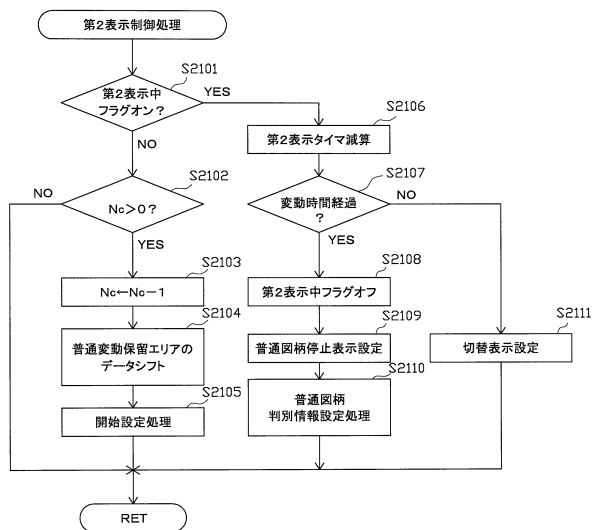 第2表示制御処理
S2101
第2表示中
フラグオン？
YES
NO
S2102
NO
Nc＞0？
YES
S2103
Nc←Nc－1
S2104
普通変動保留エリアの
データシフト
S2105
開始設定処理
S2106
第2表示タイマ減算
S2107
変動時間経過
？
NO
YES
S2108
第2表示中フラグオフ
S2109
普通図柄停止表示設定
S2110
普通図柄
判別情報設定処理
S2111
切替表示設定
RET